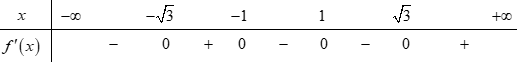 x −∞ −√3 −1 1 √3 +∞
f′(x) − 0 + 0 − 0 − 0 +